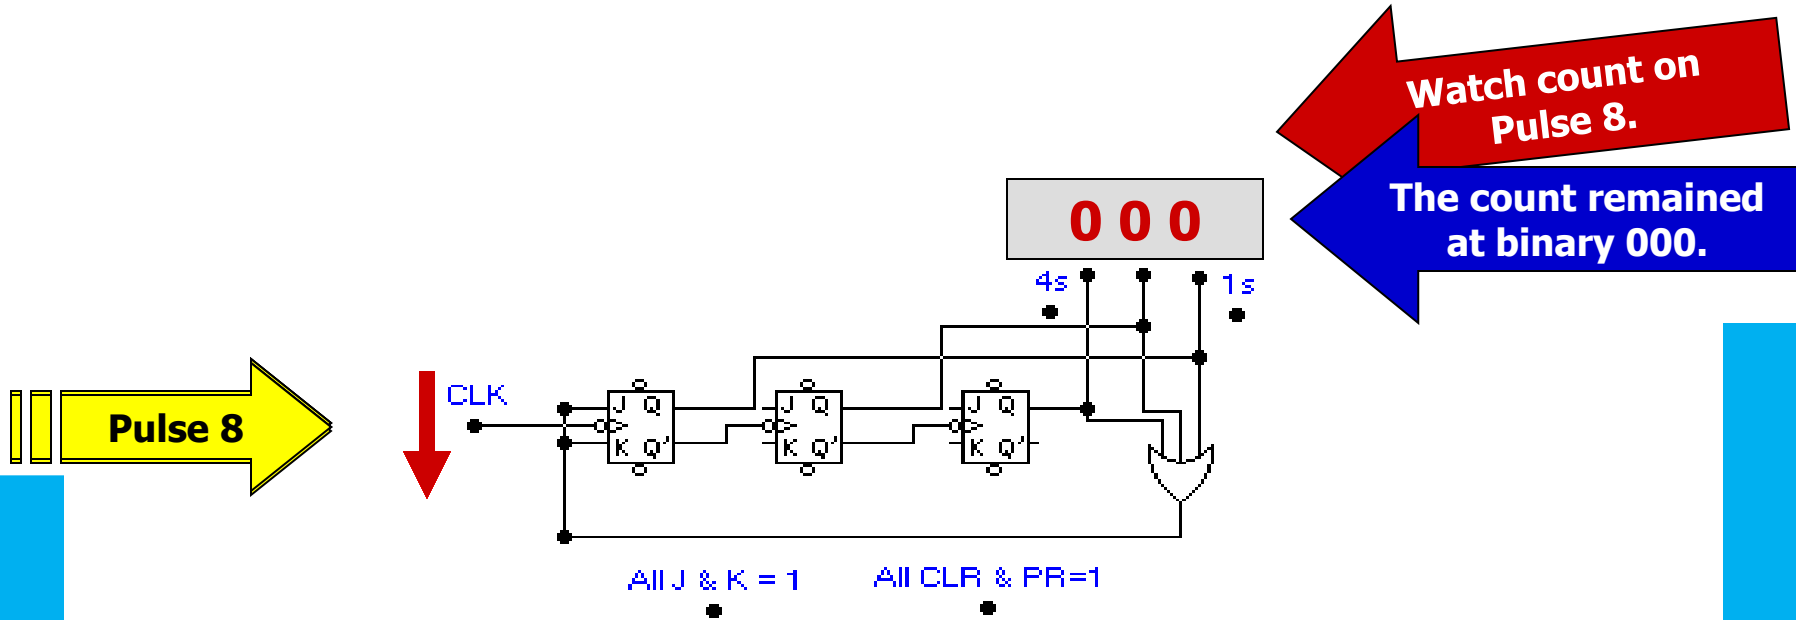 Watch count on
Pulse 8.
The count remained
at binary 000.
0 0 0
4s
1s
Pulse 8
CLK
J Q
K Q'
J Q
K Q'
J Q
K Q'
All J & K = 1
All CLR & PR=1